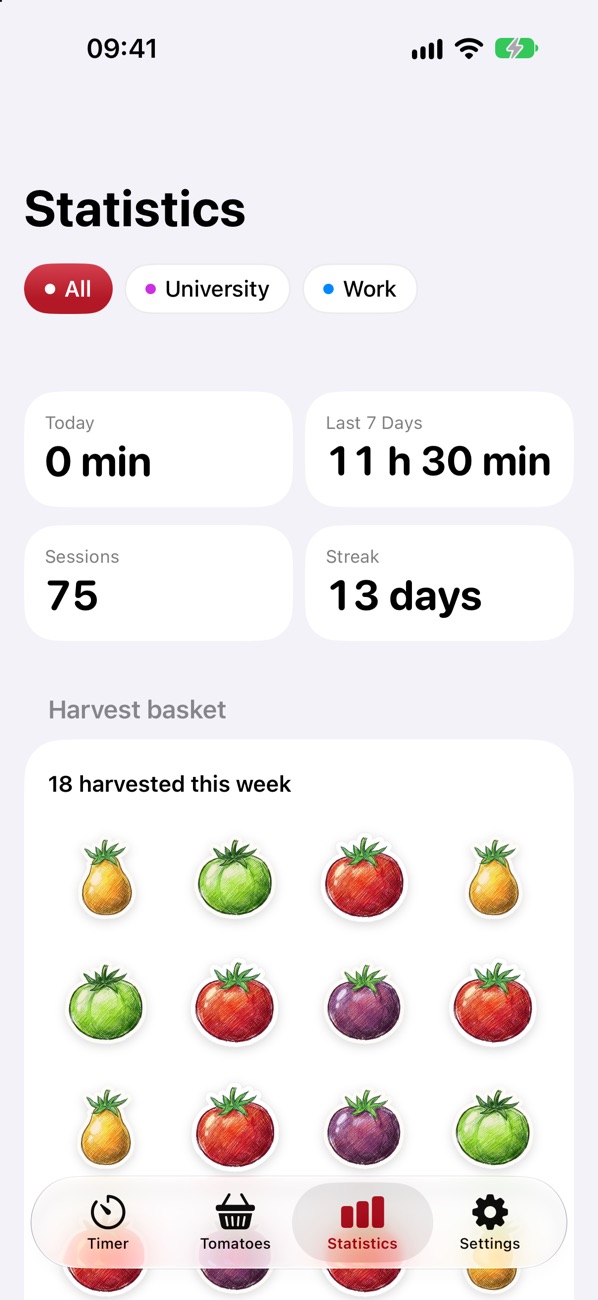 09:41
Statistics
All
University
Work
Today
0 min
Last 7 Days
11 h 30 min
Sessions
75
Streak
13 days
Harvest basket
18 harvested this week
Timer
Tomatoes
Statistics
Settings